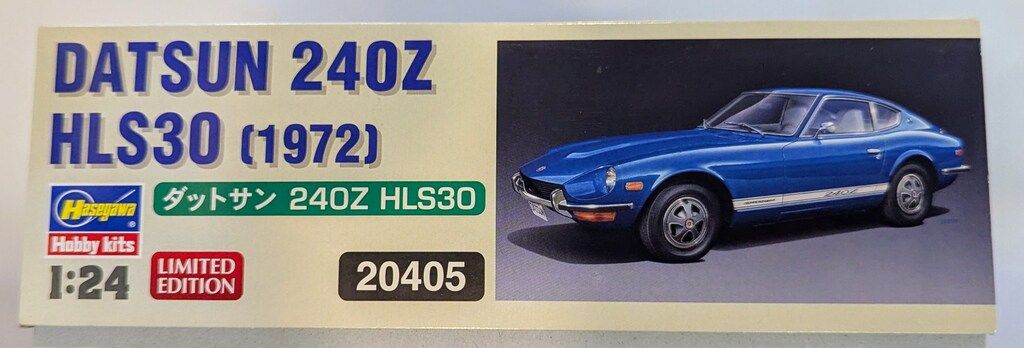 DATSUN 240Z
HLS30 (1972)
ダットサン 240Z HLS30
Hasegawa®
Hobby kits
1:24
LIMITED
EDITION
20405
240Z